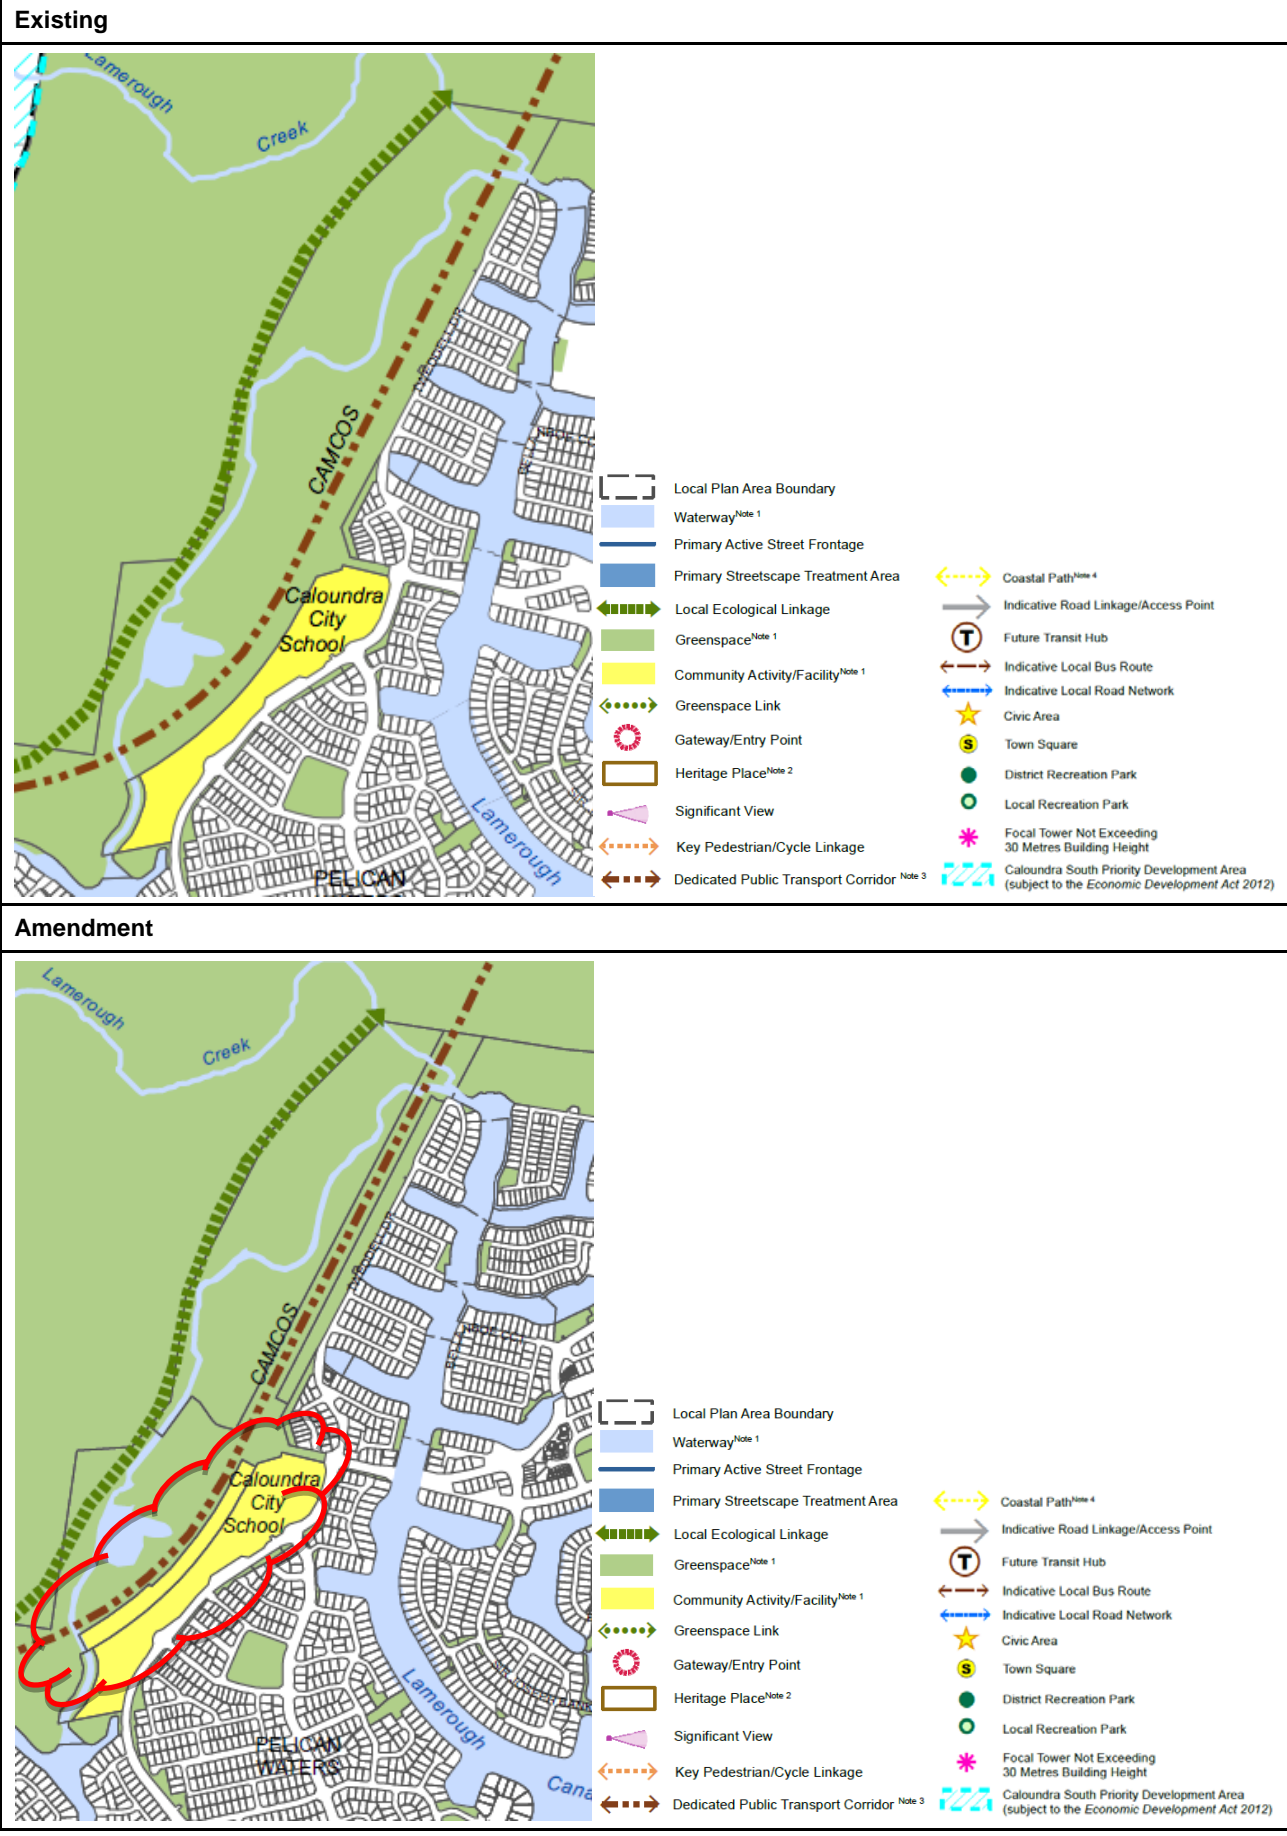 Existing
Lamerough
Creek
TWEDDELL DR
CAMCOS
Caloundra
City
School
Lamerough
PELICAN
Local Plan Area Boundary
Waterway Note 1
Primary Active Street Frontage
Primary Streetscape Treatment Area
Local Ecological Linkage
Greenspace Note 1
Community Activity/Facility Note 1
Greenspace Link
Gateway/Entry Point
Heritage Place Note 2
Significant View
Key Pedestrian/Cycle Linkage
Dedicated Public Transport Corridor Note 3
Coastal Path Note 4
Indicative Road Linkage/Access Point
T
Future Transit Hub
Indicative Local Bus Route
Indicative Local Road Network
Civic Area
S
Town Square
District Recreation Park
Local Recreation Park
Focal Tower Not Exceeding
30 Metres Building Height
Caloundra South Priority Development Area
(subject to the Economic Development Act 2012)
Amendment
Lamerough
Creek
TWEDDELL DR
CAMCOS
Caloundra
City
School
Lamerough
PELICAN
WATERS
Local Plan Area Boundary
Waterway Note 1
Primary Active Street Frontage
Primary Streetscape Treatment Area
Local Ecological Linkage
Greenspace Note 1
Community Activity/Facility Note 1
Greenspace Link
Gateway/Entry Point
Heritage Place Note 2
Significant View
Key Pedestrian/Cycle Linkage
Dedicated Public Transport Corridor Note 3
Coastal Path Note 4
Indicative Road Linkage/Access Point
T
Future Transit Hub
Indicative Local Bus Route
Indicative Local Road Network
Civic Area
S
Town Square
District Recreation Park
Local Recreation Park
Focal Tower Not Exceeding
30 Metres Building Height
Caloundra South Priority Development Area
(subject to the Economic Development Act 2012)